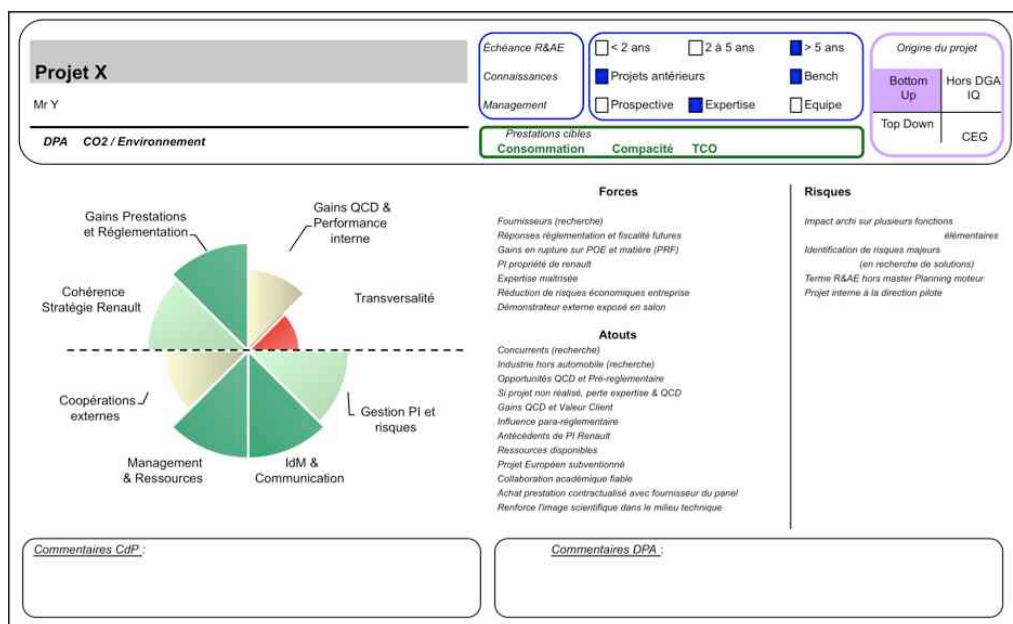 Projet X
Mr Y
DPA CO2 / Environnement
Échéance R&AE < 2 ans 2 à 5 ans > 5 ans
Connaissances Projets antérieurs Bench
Management Prospective Expertise Equipe
Prestations cibles
Consommation Compacité TCO
Origine du projet
Bottom Up
Hors DGA IQ
Top Down
CEG
Gains Prestations
et Réglementation
Gains QCD &
Performance
interne
Cohérence
Stratégie Renault
Transversalité
Coopérations
externes
Gestion PI et
risques
Management
& Ressources
IdM &
Communication
Forces
Fournisseurs (recherche)
Réponses réglementation et fiscalité futures
Gains en rupture sur POE et matière (PRF)
PI propriété de renault
Expertise maitrisée
Réduction de risques économiques entreprise
Démonstrateur externe exposé en salon
Atouts
Concurrents (recherche)
Industrie hors automobile (recherche)
Opportunités QCD et Pré-reglementaire
Si projet non réalisé, perte expertise & QCD
Gains QCD et Valeur Client
Influence para-réglementaire
Antécédents de PI Renault
Ressources disponibles
Projet Européen subventionné
Collaboration académique fiable
Achat prestation contractualisé avec fournisseur du panel
Renforce l'image scientifique dans le milieu technique
Risques
Impact archi sur plusieurs fonctions
élémentaires
Identification de risques majeurs
(en recherche de solutions)
Terme R&AE hors master Planning moteur
Projet interne à la direction pilote
Commentaires CdP :
Commentaires DPA :